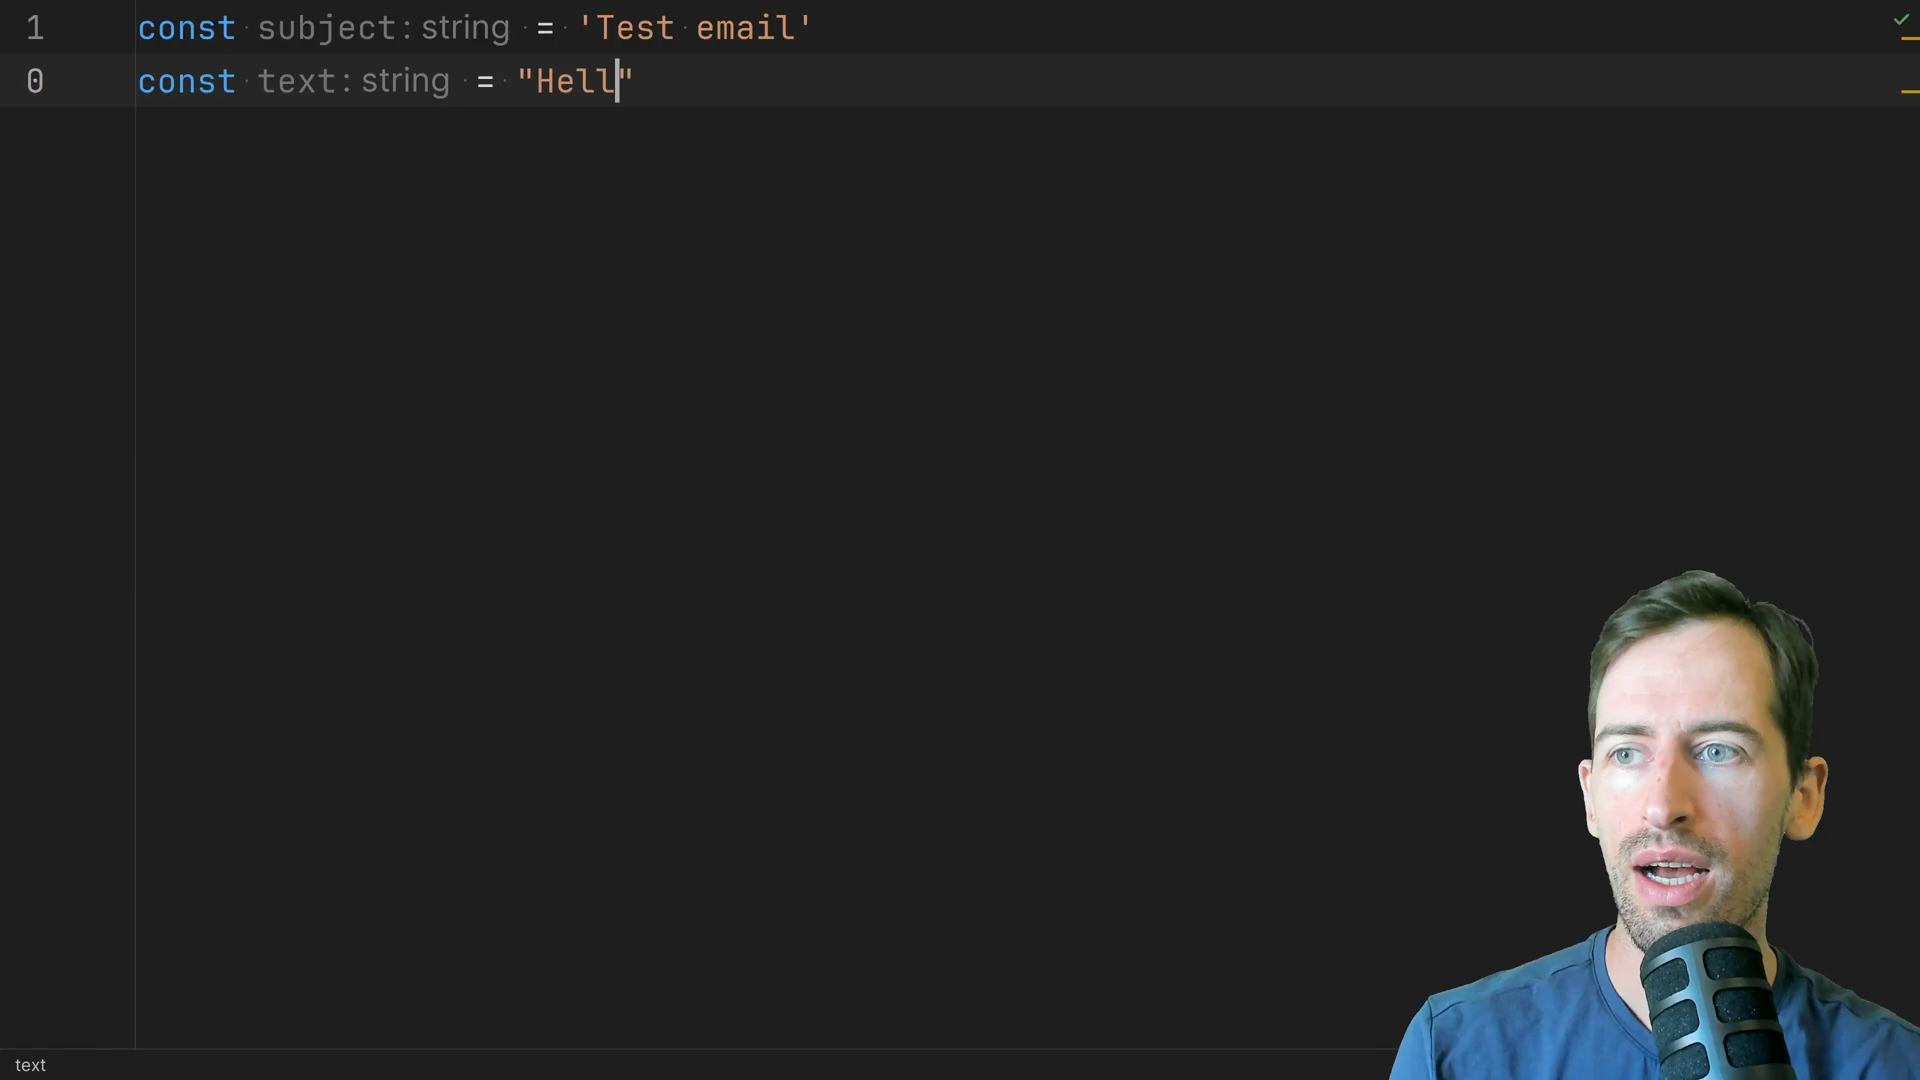 1 const subject: string = 'Test email'
0 const text: string = "Hell"
text